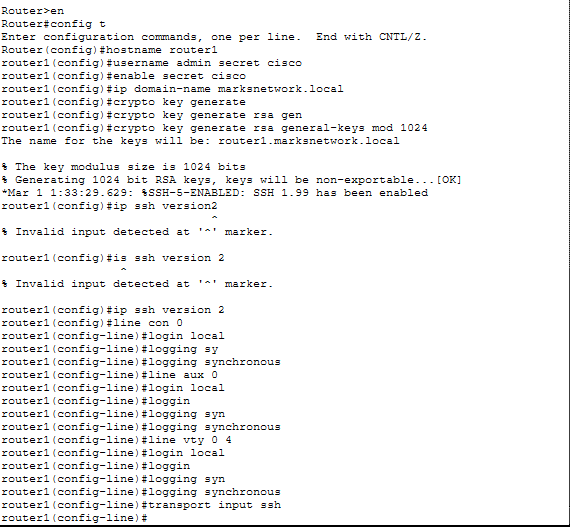 Router>en
Router#config t
Enter configuration commands, one per line.  End with CNTL/Z.
Router(config)#hostname router1
router1(config)#username admin secret cisco
router1(config)#enable secret cisco
router1(config)#ip domain-name marksnetwork.local
router1(config)#crypto key generate
router1(config)#crypto key generate rsa gen
router1(config)#crypto key generate rsa general-keys mod 1024
The name for the keys will be: router1.marksnetwork.local

% The key modulus size is 1024 bits
% Generating 1024 bit RSA keys, keys will be non-exportable...[OK]
*Mar 1 1:33:29.629: %SSH-5-ENABLED: SSH 1.99 has been enabled
router1(config)#ip ssh version2
                              ^
% Invalid input detected at '^' marker.

router1(config)#is ssh version 2
                 ^
% Invalid input detected at '^' marker.

router1(config)#ip ssh version 2
router1(config)#line con 0
router1(config-line)#login local
router1(config-line)#logging sy
router1(config-line)#logging synchronous
router1(config-line)#line aux 0
router1(config-line)#login local
router1(config-line)#loggin
router1(config-line)#logging syn
router1(config-line)#logging synchronous
router1(config-line)#line vty 0 4
router1(config-line)#login local
router1(config-line)#loggin
router1(config-line)#logging syn
router1(config-line)#logging synchronous
router1(config-line)#transport input ssh
router1(config-line)#